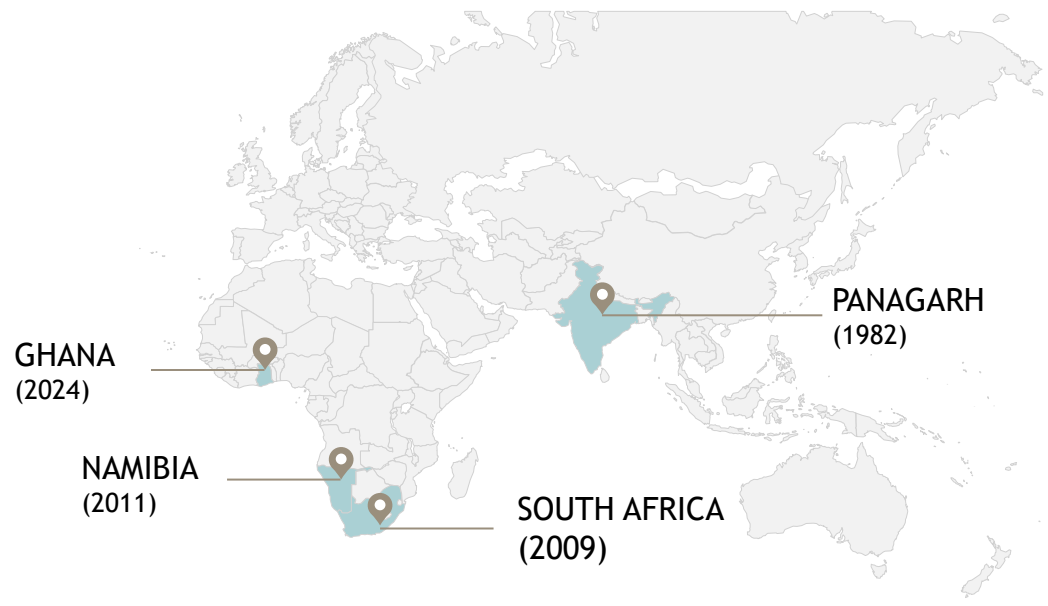 PANAGARH
(1982)
GHANA
(2024)
NAMIBIA
(2011)
SOUTH AFRICA
(2009)